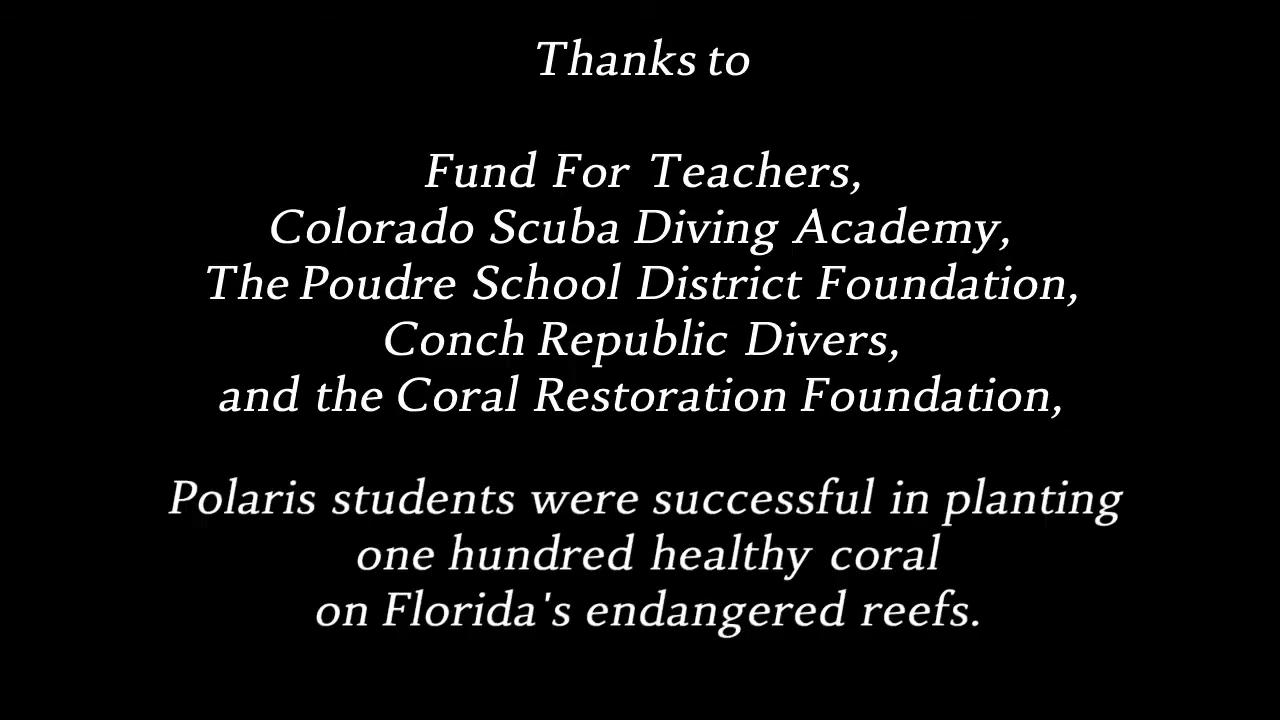 Thanks to
Fund For Teachers,
Colorado Scuba Diving Academy,
The Poudre School District Foundation,
Conch Republic Divers,
and the Coral Restoration Foundation,
Polaris students were successful in planting
one hundred healthy coral
on Florida's endangered reefs.